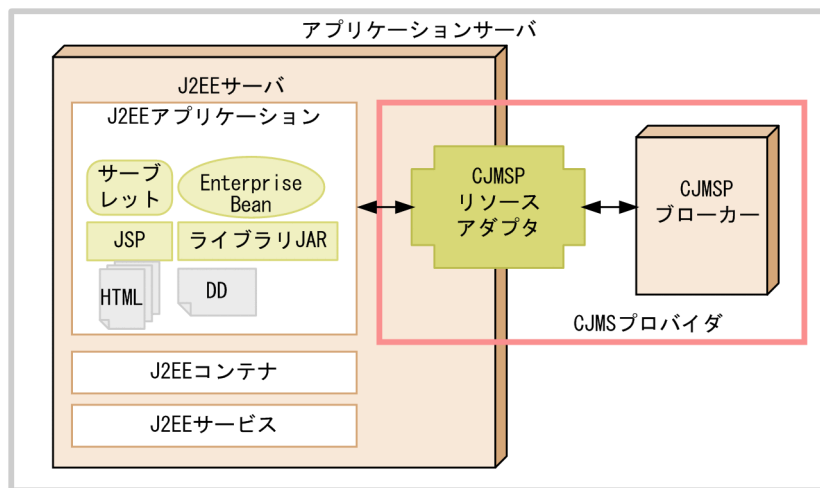 アプリケーションサーバ
J2EEサーバ
J2EEアプリケーション
サーブ
レット
Enterprise
Bean
JSP
ライブラリJAR
HTML
DD
J2EEコンテナ
J2EEサービス
CJMSP
リソース
アダプタ
CJMSP
ブローカー
CJMSプロバイダ